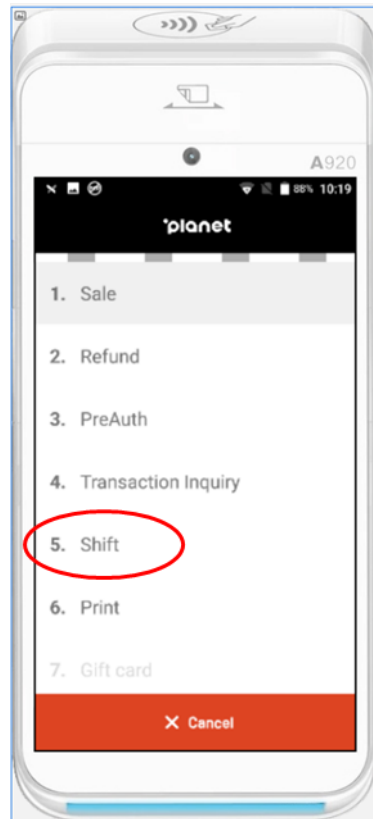 A920
88% 10:19
planet
1. Sale
2. Refund
3. PreAuth
4. Transaction Inquiry
5. Shift
6. Print
7. Gift card
X Cancel